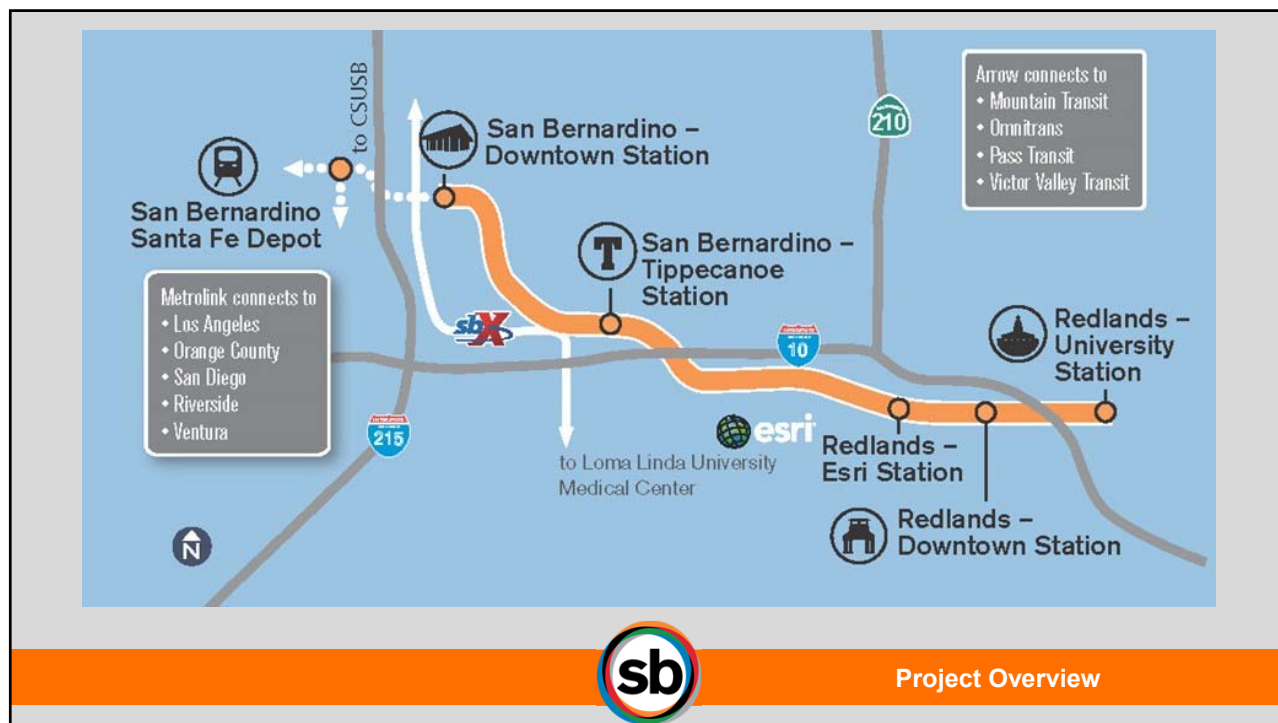 to CSUSB
San Bernardino –
Downtown Station
210
Arrow connects to
• Mountain Transit
• Omnitrans
• Pass Transit
• Victor Valley Transit
San Bernardino
Santa Fe Depot
T
San Bernardino –
Tippecanoe
Station
Metrolink connects to
• Los Angeles
• Orange County
• San Diego
• Riverside
• Ventura
sbX
10
Redlands –
University
Station
215
esri
to Loma Linda University
Medical Center
Redlands –
Esri Station
Redlands –
Downtown Station
N
sb
Project Overview